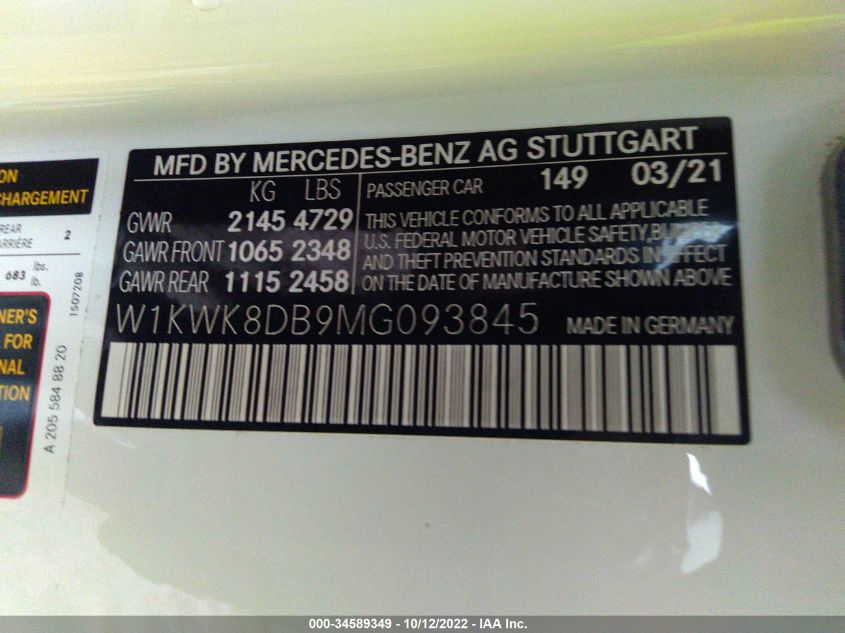 MFD BY MERCEDES-BENZ AG STUTTGART
KG LBS
PASSENGER CAR 149 03/21
GVWR 2145 4729
GAWR FRONT 1065 2348
GAWR REAR 1115 2458
THIS VEHICLE CONFORMS TO ALL APPLICABLE
U.S. FEDERAL MOTOR VEHICLE SAFETY, BUMPER
AND THEFT PREVENTION STANDARDS IN EFFECT
ON THE DATE OF MANUFACTURE SHOWN ABOVE
W1KWK8DB9MG093845 MADE IN GERMANY
ON
CHARGEMENT
REAR
ARRIÈRE 2
683 lbs.
lb.
1507208
NER'S
FOR
NAL
TION
A 205 584 88 20
000-34589349 - 10/12/2022 - IAA Inc.